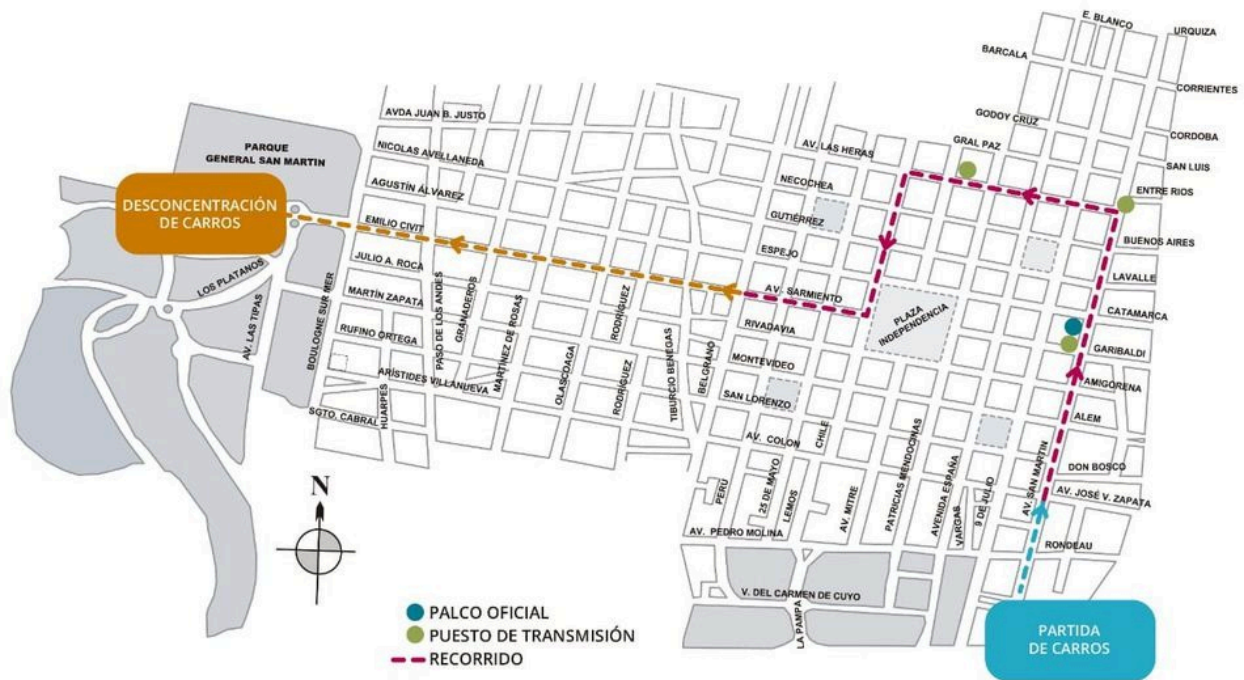 E. BLANCO
URQUIZA
BARCALA
CORRIENTES
AVDA JUAN B. JUSTO
GODOY CRUZ
CORDOBA
PARQUE
GENERAL SAN MARTIN
NICOLAS AVELLANEDA
AV. LAS HERAS
GRAL PAZ
SAN LUIS
AGUSTÍN ÁLVAREZ
NECOCHEA
ENTRE RIOS
DESCONCENTRACIÓN
DE CARROS
EMILIO CIVIT
GUTIÉRREZ
BUENOS AIRES
JULIO A. ROCA
ESPEJO
LOS PLATANOS
LAVALLE
MARTÍN ZAPATA
AV. SARMIENTO
PLAZA
INDEPENDENCIA
CATAMARCA
AV. LAS TIPAS
BOULOGNE SUR MER
RUFINO ORTEGA
PASO DE LOS ANDES
GRANADEROS
MARTÍNEZ DE ROSAS
RODRÍGUEZ
RIVADAVIA
GARIBALDI
ARÍSTIDES VILLANUEVA
OLASCOAGA
RODRÍGUEZ
TIBURCIO BENEGAS
BELGRANO
MONTEVIDEO
AMIGORENA
SGTO. CABRAL
HUARPES
SAN LORENZO
ALEM
AV. COLON
CHILE
DON BOSCO
PERÚ
25 DE MAYO
LEMOS
AV. MITRE
PATRICIAS MENDOCINAS
AVENIDA ESPAÑA
VARGAS
9 DE JULIO
AV. SAN MARTIN
AV. JOSÉ V. ZAPATA
N
AV. PEDRO MOLINA
RONDEAU
V. DEL CARMEN DE CUYO
LA PAMPA
PALCO OFICIAL
PUESTO DE TRANSMISIÓN
RECORRIDO
PARTIDA
DE CARROS